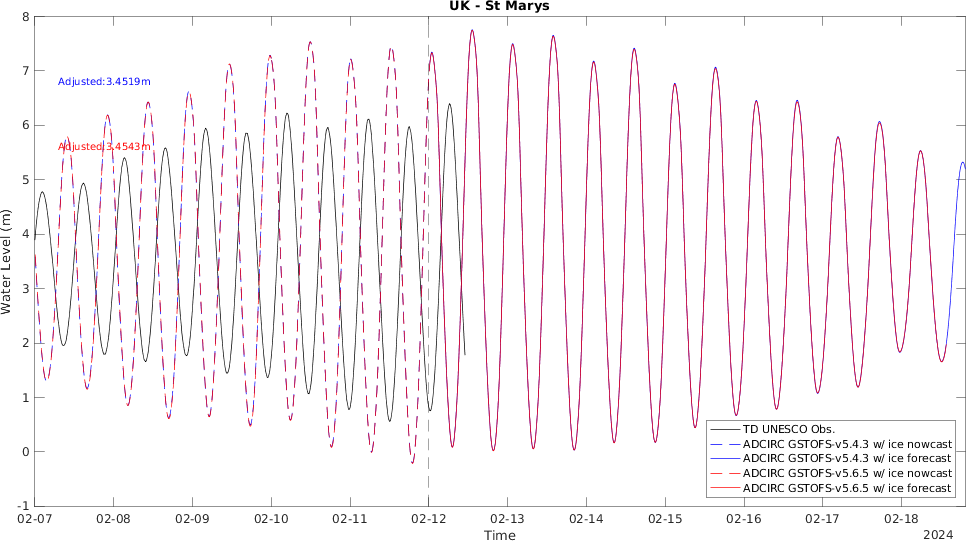 UK - St Marys
8
7
6
5
4
3
2
1
0
-1
Water Level (m)
Adjusted:3.4519m
Adjusted:3.4543m
TD UNESCO Obs.
ADCIRC GSTOFS-v5.4.3 w/ ice nowcast
ADCIRC GSTOFS-v5.4.3 w/ ice forecast
ADCIRC GSTOFS-v5.6.5 w/ ice nowcast
ADCIRC GSTOFS-v5.6.5 w/ ice forecast
02-07 02-08 02-09 02-10 02-11 02-12 02-13 02-14 02-15 02-16 02-17 02-18
Time
2024